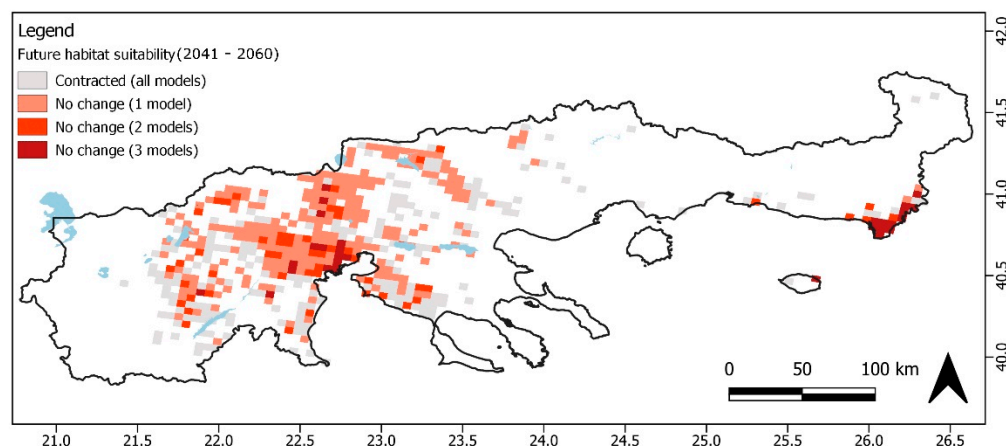 Legend
Future habitat suitability(2041 - 2060)
Contracted (all models)
No change (1 model)
No change (2 models)
No change (3 models)
42.0
41.5
41.0
40.5
40.0
0 50 100 km
21.0 21.5 22.0 22.5 23.0 23.5 24.0 24.5 25.0 25.5 26.0 26.5